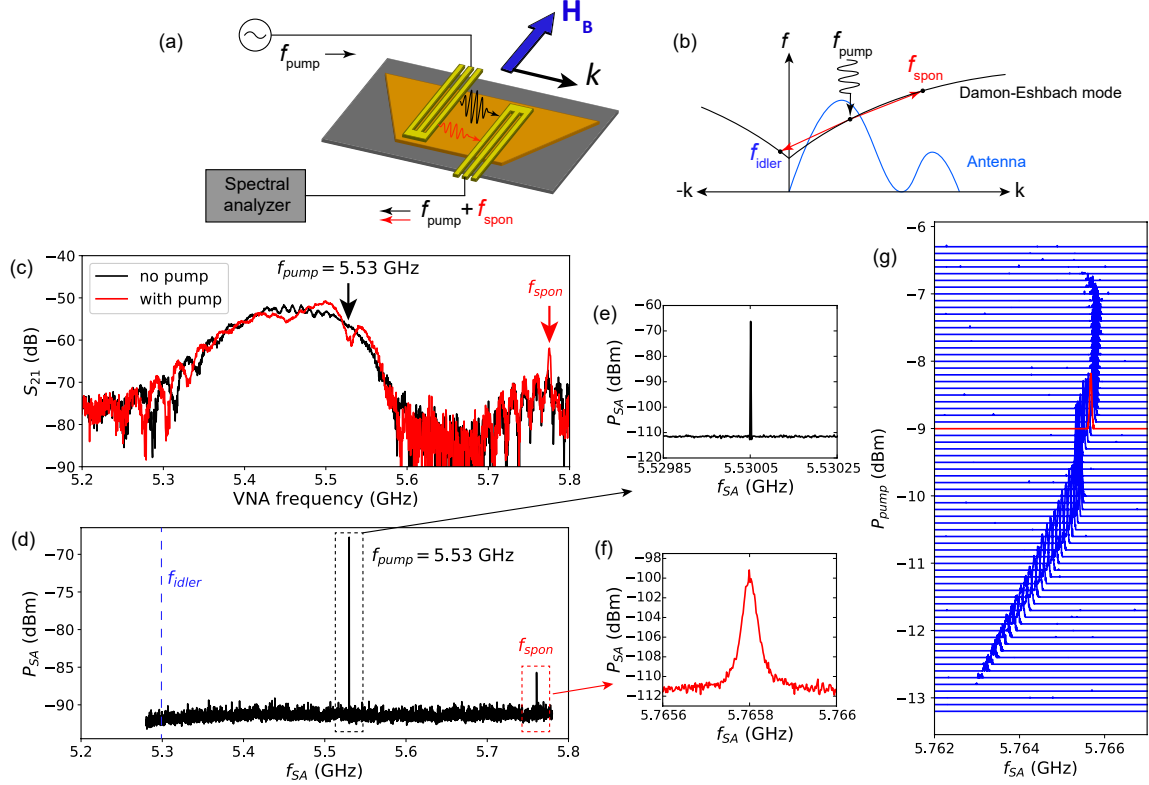 (a)
f_pump
H_B
k
Spectral
analyzer
f_pump + f_spon
(b)
f
f_pump
f_spon
Damon-Eshbach mode
f_idler
Antenna
-k
k
(c)
no pump
with pump
f_pump = 5.53 GHz
f_spon
−40
−50
−60
−70
−80
−90
S_21 (dB)
5.2 5.3 5.4 5.5 5.6 5.7 5.8
VNA frequency (GHz)
(d)
f_idler
f_pump = 5.53 GHz
f_spon
−70
−75
−80
−85
−90
P_SA (dBm)
5.2 5.3 5.4 5.5 5.6 5.7 5.8
f_SA (GHz)
(e)
−60
−70
−80
−90
−100
−110
−120
P_SA (dBm)
5.52985 5.53005 5.53025
f_SA (GHz)
(f)
−98
−100
−102
−104
−106
−108
−110
−112
P_SA (dBm)
5.7656 5.7658 5.766
f_SA (GHz)
(g)
−6
−7
−8
−9
−10
−11
−12
−13
P_pump (dBm)
5.762 5.764 5.766
f_SA (GHz)